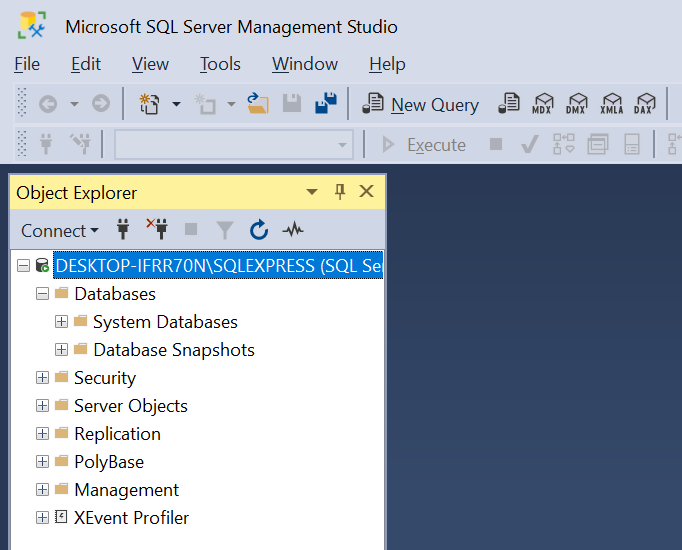 Microsoft SQL Server Management Studio
File Edit View Tools Window Help
New Query MDX DMX XMLA DAX
Execute
Object Explorer
Connect
DESKTOP-IFRR70N\SQLEXPRESS (SQL Se
Databases
System Databases
Database Snapshots
Security
Server Objects
Replication
PolyBase
Management
XEvent Profiler